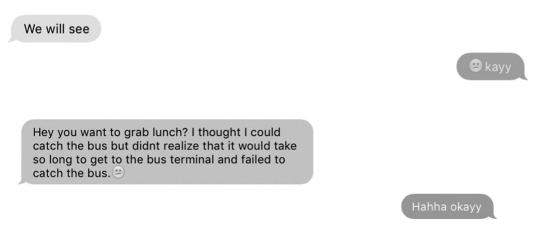 We will see
😐 kayy
Hey you want to grab lunch? I thought I could
catch the bus but didnt realize that it would take
so long to get to the bus terminal and failed to
catch the bus.😕
Hahha okayy